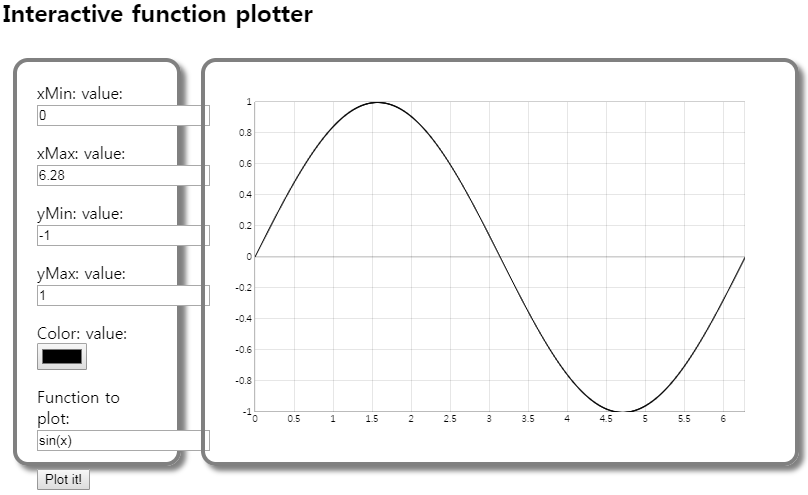 Interactive function plotter
xMin: value:
0
xMax: value:
6.28
yMin: value:
-1
yMax: value:
1
Color: value:
Function to
plot:
sin(x)
Plot it!
1
0.8
0.6
0.4
0.2
0
-0.2
-0.4
-0.6
-0.8
-1
0 0.5 1 1.5 2 2.5 3 3.5 4 4.5 5 5.5 6